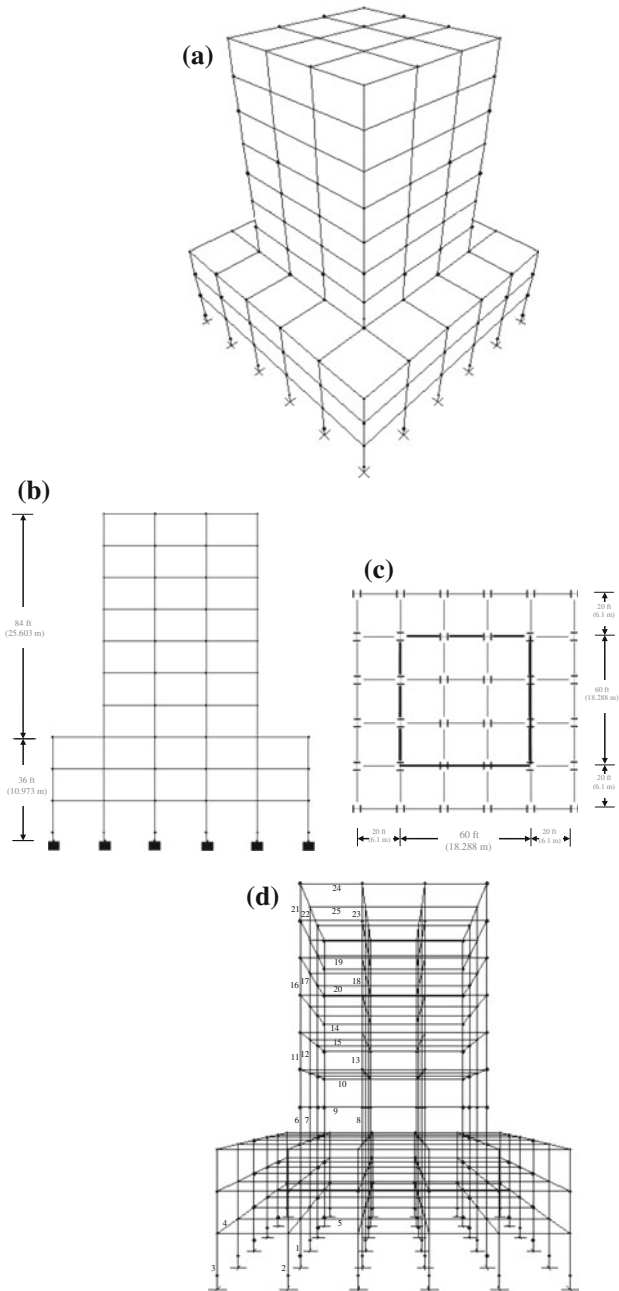 (a)
(b)
84 ft
(25.603 m)
36 ft
(10.973 m)
(c)
20 ft
(6.1 m)
60 ft
(18.288 m)
20 ft
(6.1 m)
20 ft
(6.1 m)
60 ft
(18.288 m)
20 ft
(6.1 m)
(d)
24
21
22
25
23
19
16
17
18
20
14
15
11
12
13
10
9
6
7
8
4
5
1
3
2